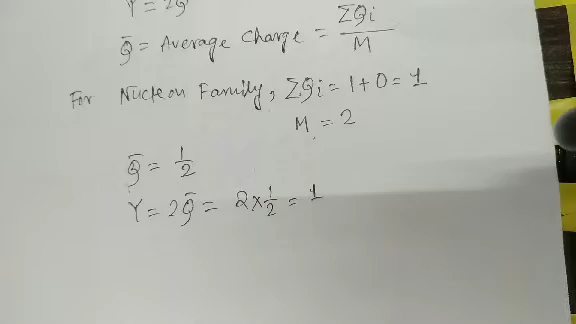 Y = 2Q̄
Q̄ = Average Charge = ΣQi / M
For Nucleon Family, ΣQi = 1 + 0 = 1
M = 2
Q̄ = 1/2
Y = 2Q̄ = 2 × 1/2 = 1